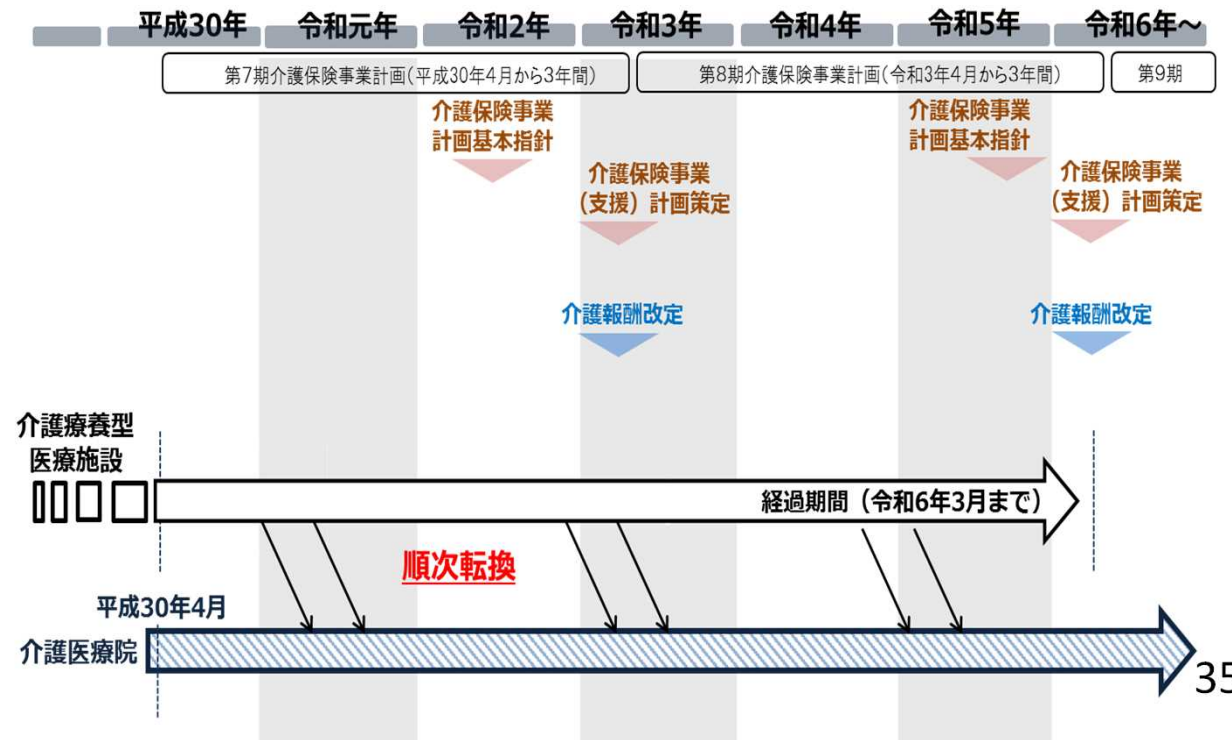 平成30年 令和元年 令和2年 令和3年 令和4年 令和5年 令和6年～
第7期介護保険事業計画(平成30年4月から3年間) 第8期介護保険事業計画(令和3年4月から3年間) 第9期
介護保険事業
計画基本指針
介護保険事業
(支援)計画策定
介護保険事業
計画基本指針
介護保険事業
(支援)計画策定
介護報酬改定
介護報酬改定
介護療養型
医療施設
経過期間（令和6年3月まで）
順次転換
平成30年4月
介護医療院
35